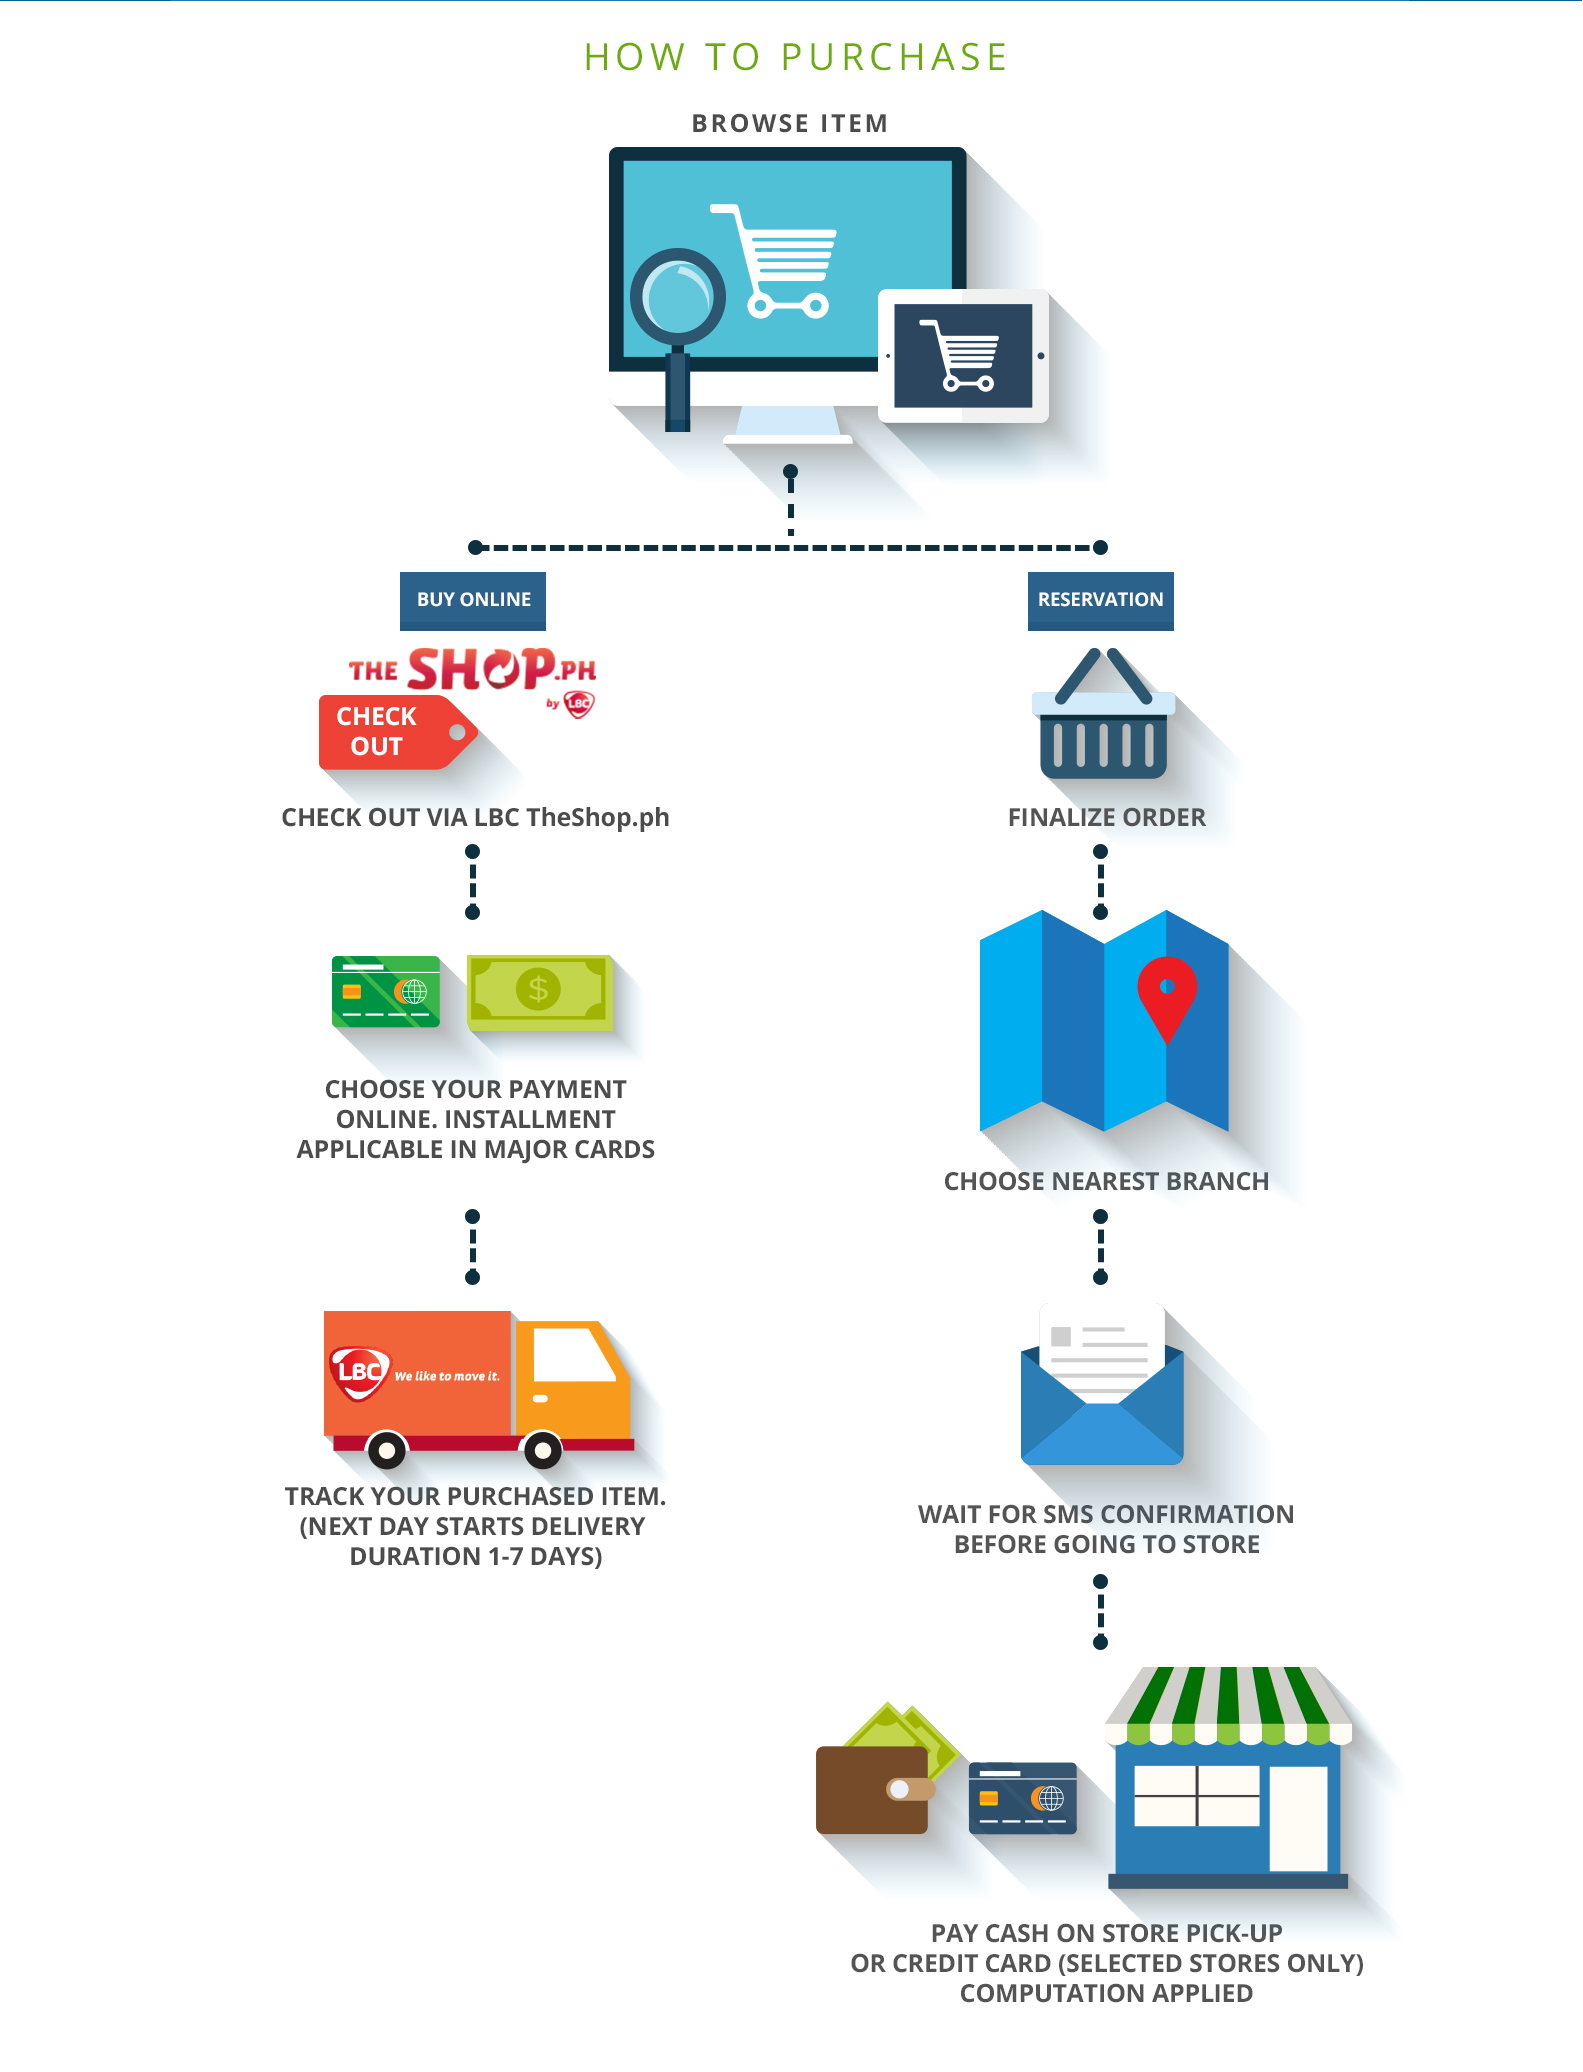 HOW TO PURCHASE
BROWSE ITEM
BUY ONLINE
THE SHOP.PH
by LBC
CHECK
OUT
CHECK OUT VIA LBC TheShop.ph
CHOOSE YOUR PAYMENT
ONLINE. INSTALLMENT
APPLICABLE IN MAJOR CARDS
LBC We like to move it.
TRACK YOUR PURCHASED ITEM.
(NEXT DAY STARTS DELIVERY
DURATION 1-7 DAYS)
RESERVATION
FINALIZE ORDER
CHOOSE NEAREST BRANCH
WAIT FOR SMS CONFIRMATION
BEFORE GOING TO STORE
PAY CASH ON STORE PICK-UP
OR CREDIT CARD (SELECTED STORES ONLY)
COMPUTATION APPLIED